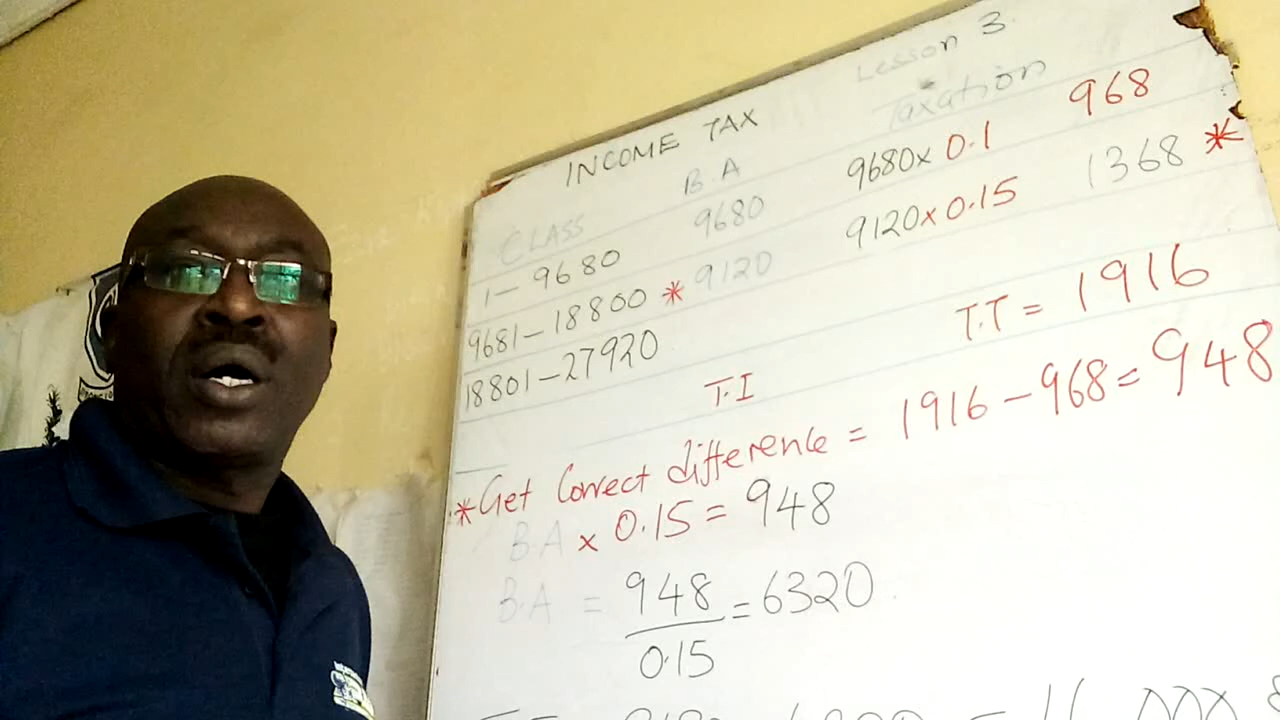 Lesson 3
INCOME TAX Taxation
CLASS B.A
1 – 9680 9680 9680 x 0.1 968
9681 – 18800 * 9120 9120 x 0.15 1368 *
18801 – 27920
T.I T.T = 1916
* Get Correct difference = 1916 – 968 = 948
B.A x 0.15 = 948
B.A = 948 = 6320
0.15